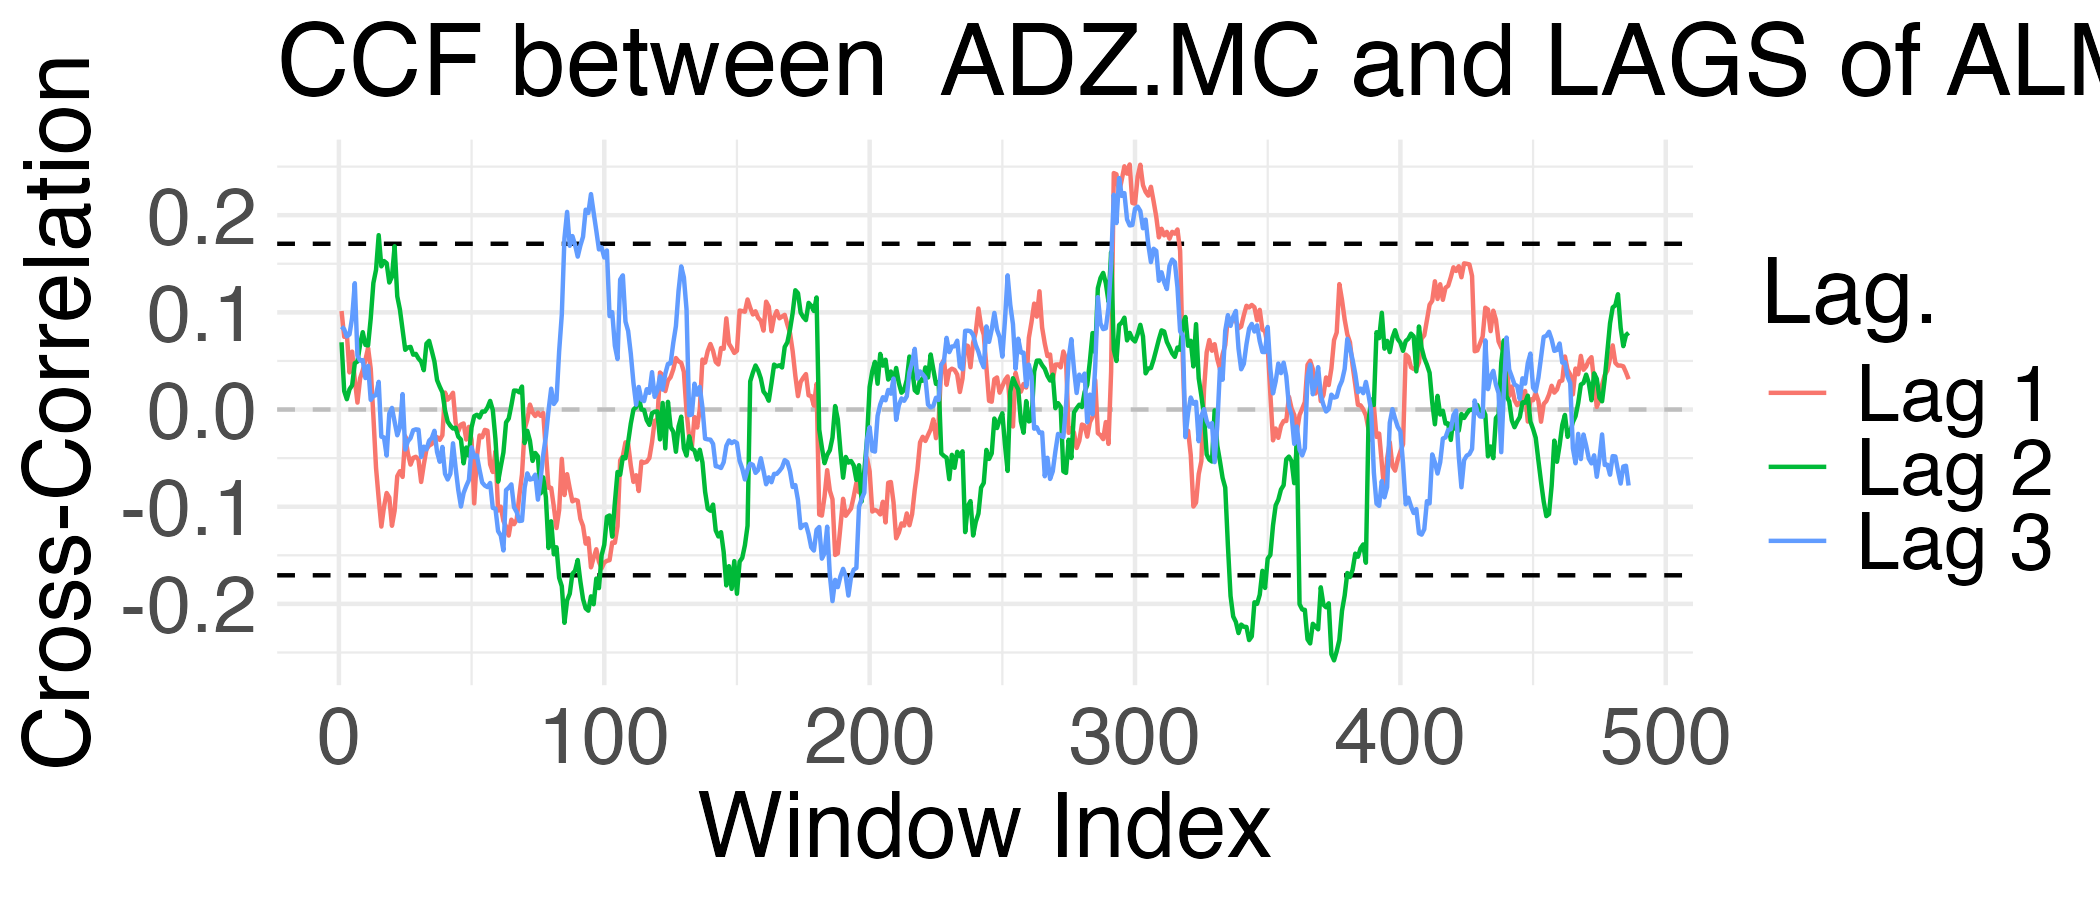 CCF between ADZ.MC and LAGS of ALM
Cross-Correlation
0.2
0.1
0.0
-0.1
-0.2
0
100
200
300
400
500
Window Index
Lag.
Lag 1
Lag 2
Lag 3